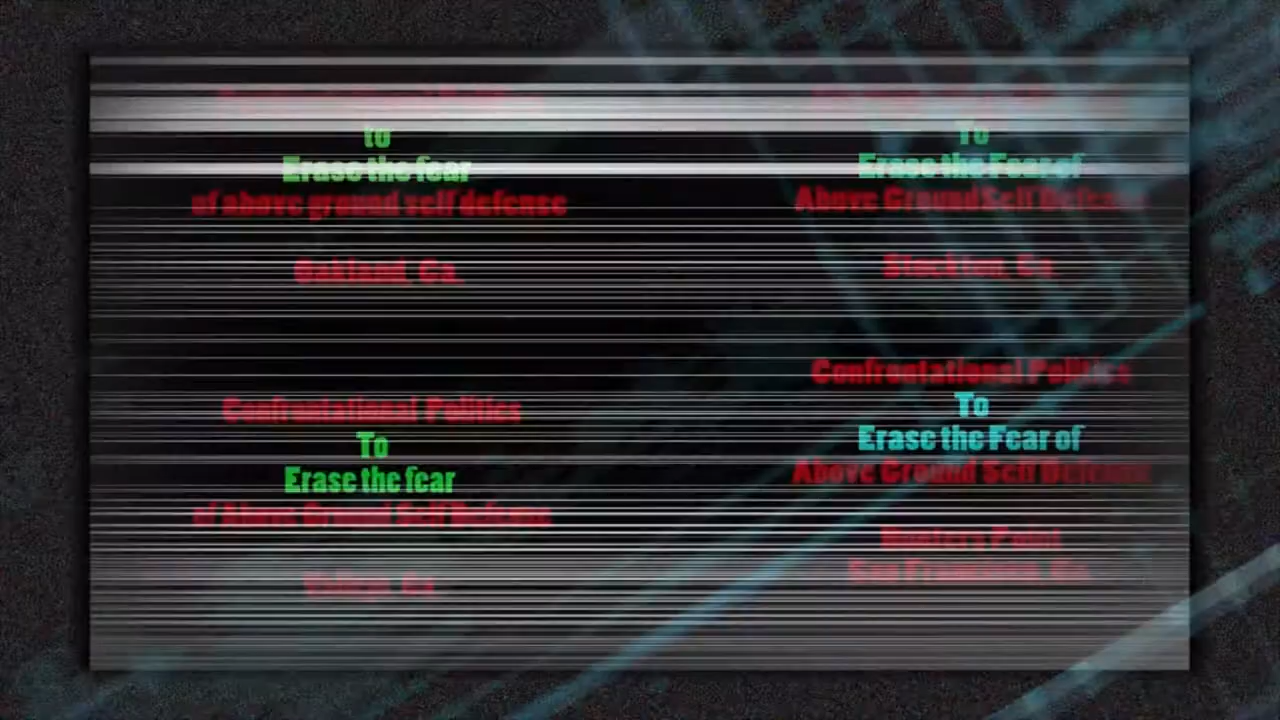 to
Erase the fear
of above ground self defense
Oakland, Ca.
To
Erase the Fear of
Above Ground Self Defense
Stockton, Ca.
Confrontational Politics
To
Erase the fear
of Above Ground Self Defense
Confrontational Politics
To
Erase the Fear of
Above Ground Self Defense
Hunters Point
San Francisco, Ca.